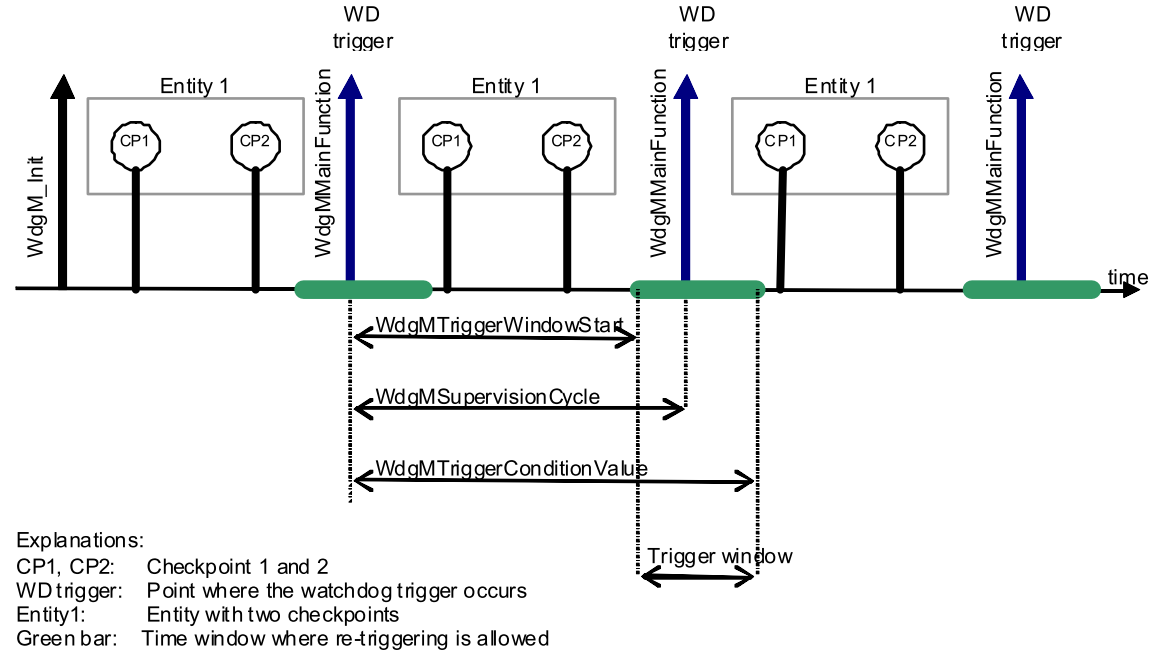 WD
trigger
WD
trigger
WD
trigger
Entity 1
Entity 1
Entity 1
WdgM_Init
CP1
CP2
WdgMMainFunction
CP1
CP2
WdgMMainFunction
CP1
CP2
WdgMMainFunction
time
WdgMTriggerWindowStart
WdgMSupervisionCycle
WdgMTriggerConditionValue
Trigger window
Explanations:
CP1, CP2: Checkpoint 1 and 2
WD trigger: Point where the watchdog trigger occurs
Entity1: Entity with two checkpoints
Green bar: Time window where re-triggering is allowed